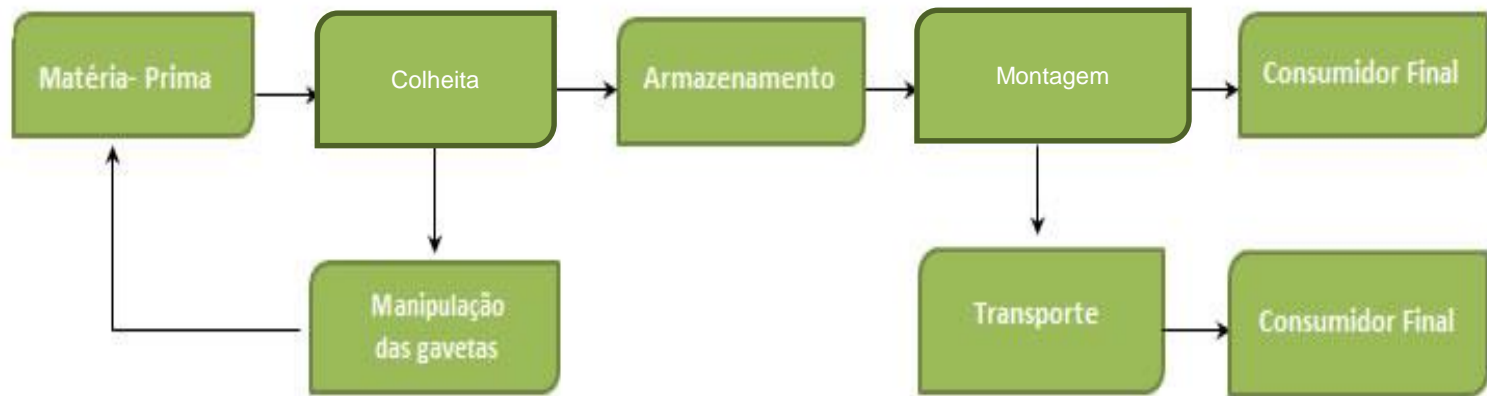 Matéria- Prima
Colheita
Armazenamento
Montagem
Consumidor Final
Manipulação
das gavetas
Transporte
Consumidor Final